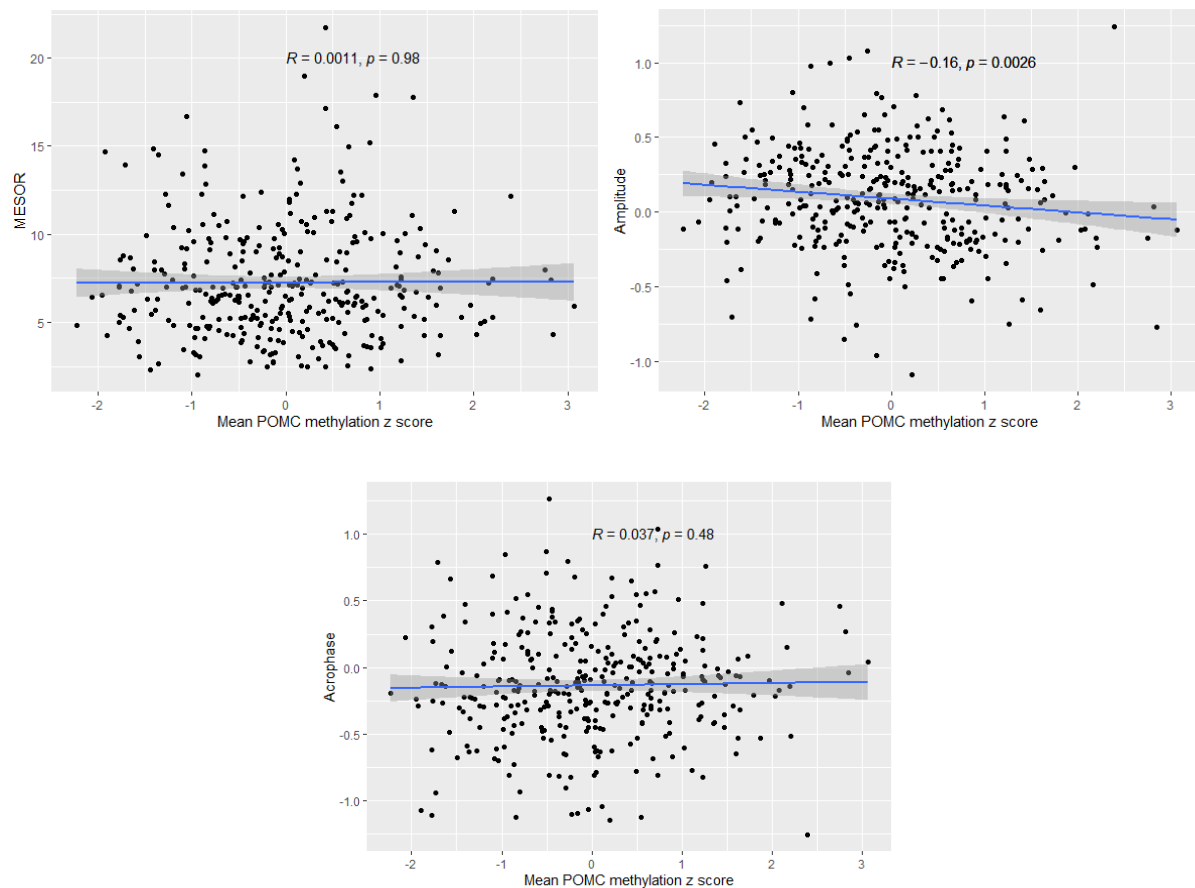 MESOR
20
15
10
5
R = 0.0011, p = 0.98
-2 -1 0 1 2 3
Mean POMC methylation z score
Amplitude
1.0
0.5
0.0
-0.5
-1.0
R = −0.16, p = 0.0026
-2 -1 0 1 2 3
Mean POMC methylation z score
Acrophase
1.0
0.5
0.0
-0.5
-1.0
R = 0.037, p = 0.48
-2 -1 0 1 2 3
Mean POMC methylation z score